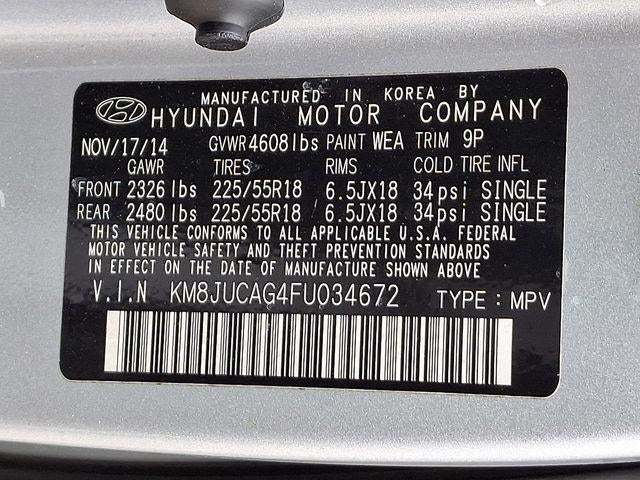 MANUFACTURED IN KOREA BY
HYUNDAI MOTOR COMPANY
NOV/17/14 GVWR 4608lbs PAINT WEA TRIM 9P
GAWR TIRES RIMS COLD TIRE INFL
FRONT 2326 lbs 225/55R18 6.5JX18 34psi SINGLE
REAR 2480 lbs 225/55R18 6.5JX18 34psi SINGLE
THIS VEHICLE CONFORMS TO ALL APPLICABLE U.S.A. FEDERAL
MOTOR VEHICLE SAFETY AND THEFT PREVENTION STANDARDS
IN EFFECT ON THE DATE OF MANUFACTURE SHOWN ABOVE
V.I.N KM8JUCAG4FU034672 TYPE : MPV